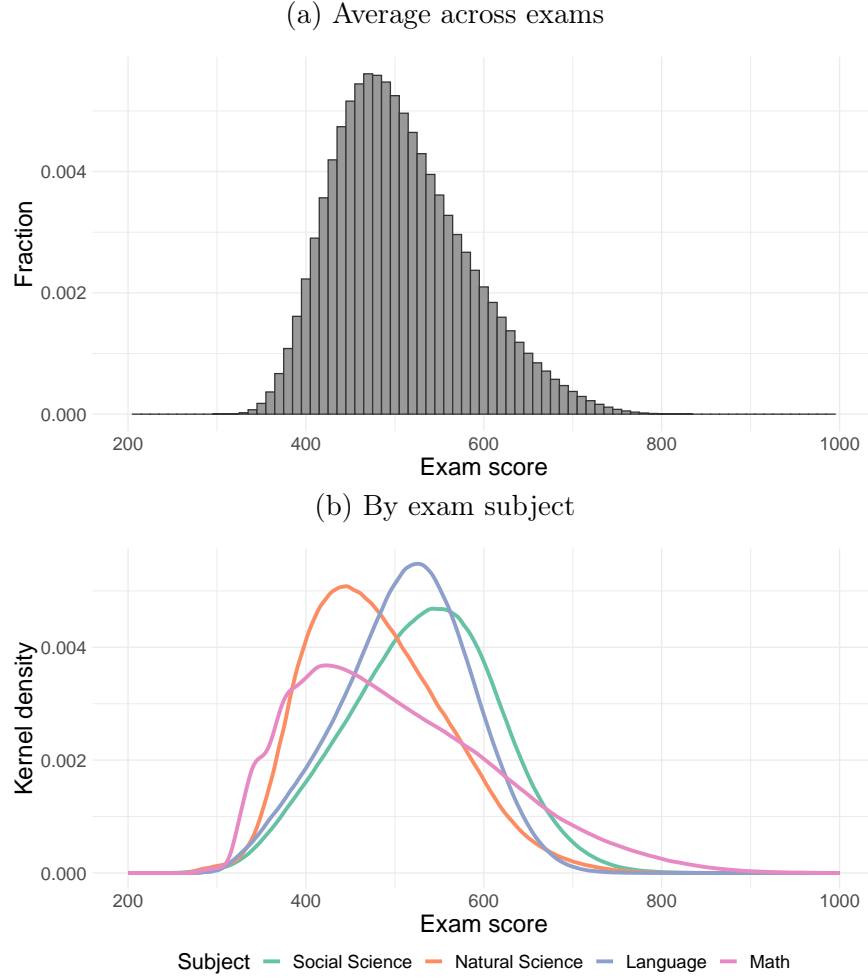 (a) Average across exams
Fraction
0.004
0.002
0.000
200 400 600 800 1000
Exam score
(b) By exam subject
Kernel density
0.004
0.002
0.000
200 400 600 800 1000
Exam score
Subject Social Science Natural Science Language Math